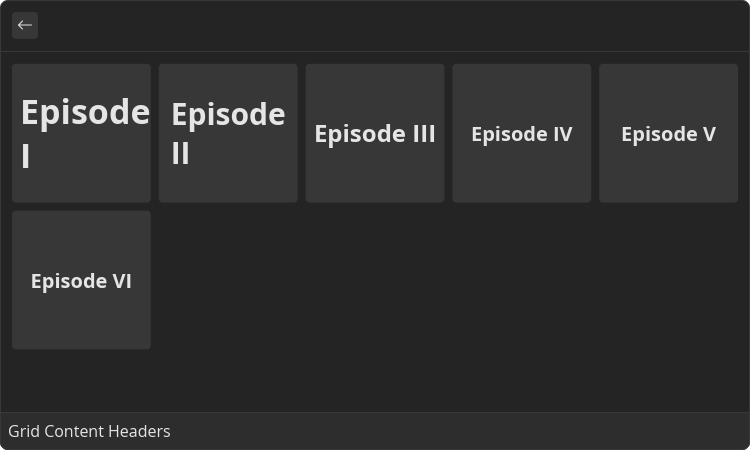 Episode
I
Episode
II
Episode III
Episode IV
Episode V
Episode VI
Grid Content Headers